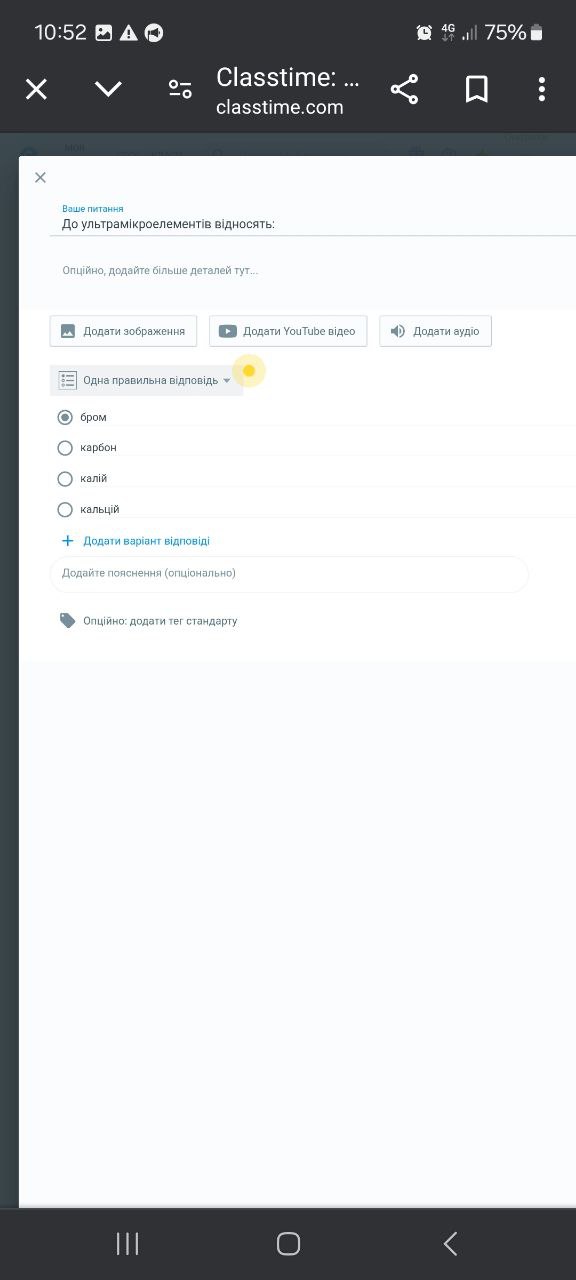 10:52
4G
75%
Classtime: ...
classtime.com
Ваше питання
До ультрамікроелементів відносять:
Опційно, додайте більше деталей тут...
Додати зображення
Додати YouTube відео
Додати аудіо
Одна правильна відповідь
бром
карбон
калій
кальцій
+ Додати варіант відповіді
Додайте пояснення (опціонально)
Опційно: додати тег стандарту